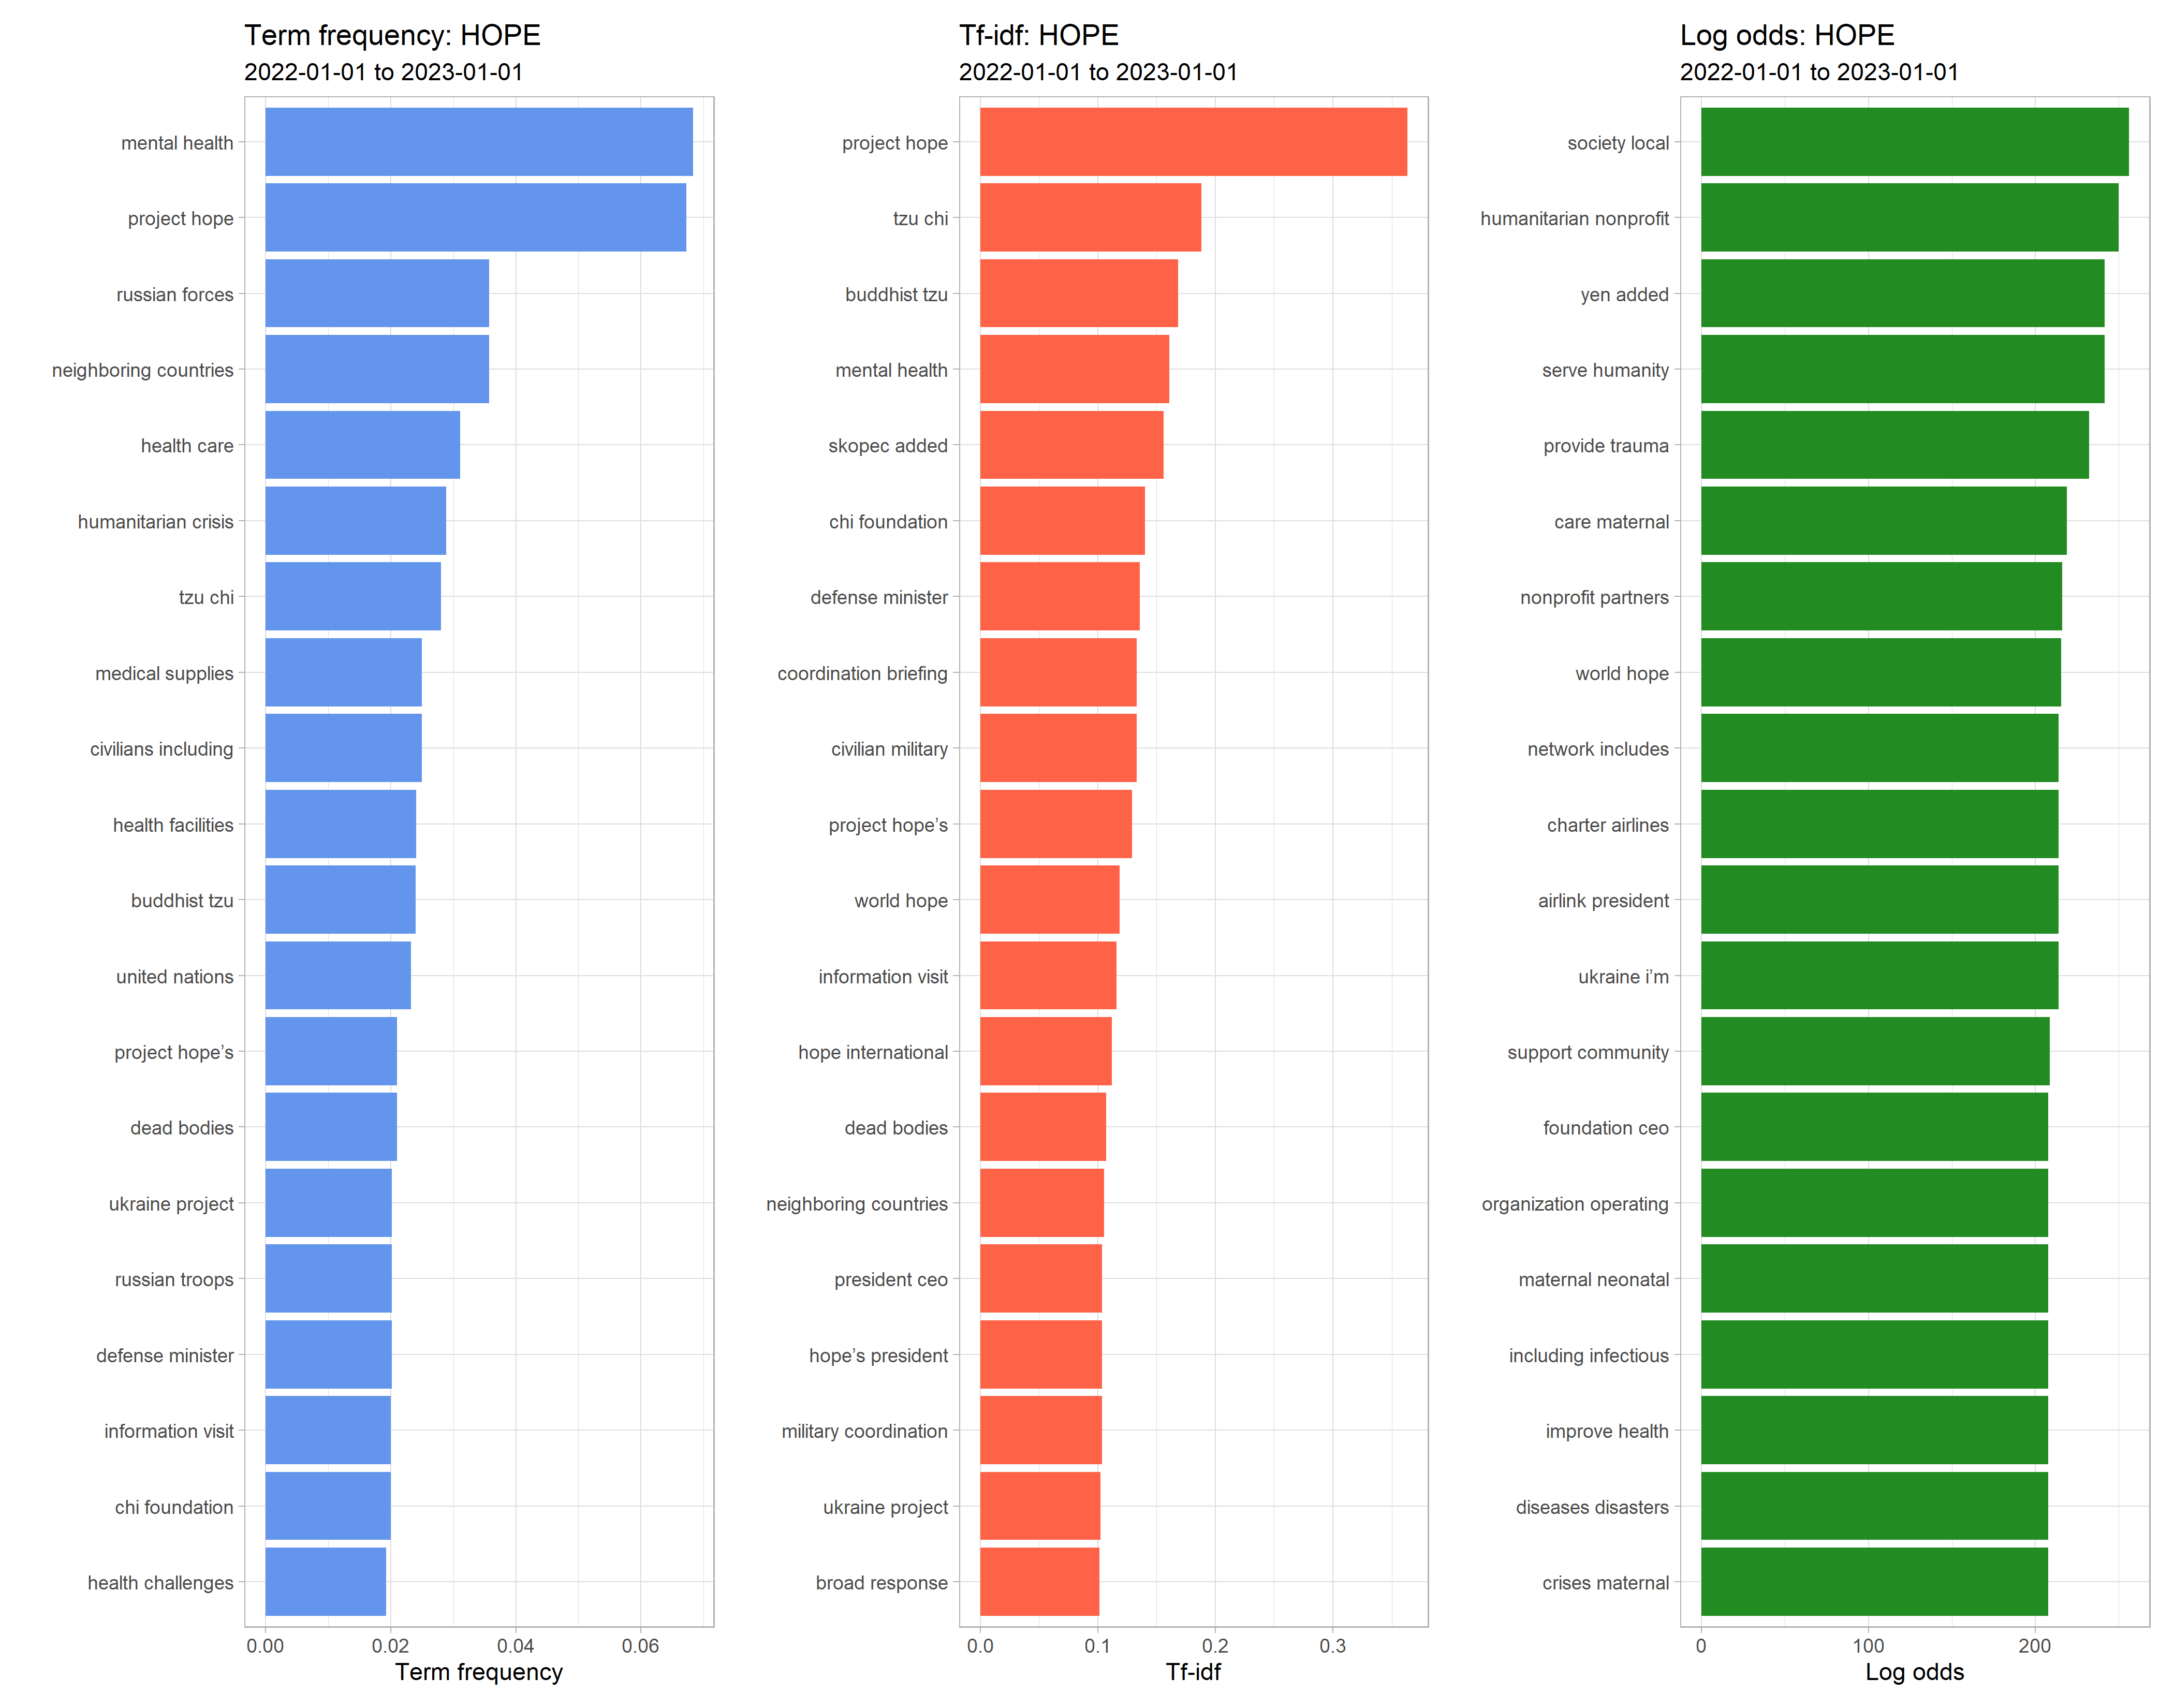 Term frequency: HOPE
2022-01-01 to 2023-01-01
mental health
project hope
russian forces
neighboring countries
health care
humanitarian crisis
tzu chi
medical supplies
civilians including
health facilities
buddhist tzu
united nations
project hope’s
dead bodies
ukraine project
russian troops
defense minister
information visit
chi foundation
health challenges
0.00 0.02 0.04 0.06
Term frequency
Tf-idf: HOPE
2022-01-01 to 2023-01-01
project hope
tzu chi
buddhist tzu
mental health
skopec added
chi foundation
defense minister
coordination briefing
civilian military
project hope’s
world hope
information visit
hope international
dead bodies
neighboring countries
president ceo
hope’s president
military coordination
ukraine project
broad response
0.0 0.1 0.2 0.3
Tf-idf
Log odds: HOPE
2022-01-01 to 2023-01-01
society local
humanitarian nonprofit
yen added
serve humanity
provide trauma
care maternal
nonprofit partners
world hope
network includes
charter airlines
airlink president
ukraine i’m
support community
foundation ceo
organization operating
maternal neonatal
including infectious
improve health
diseases disasters
crises maternal
0 100 200
Log odds